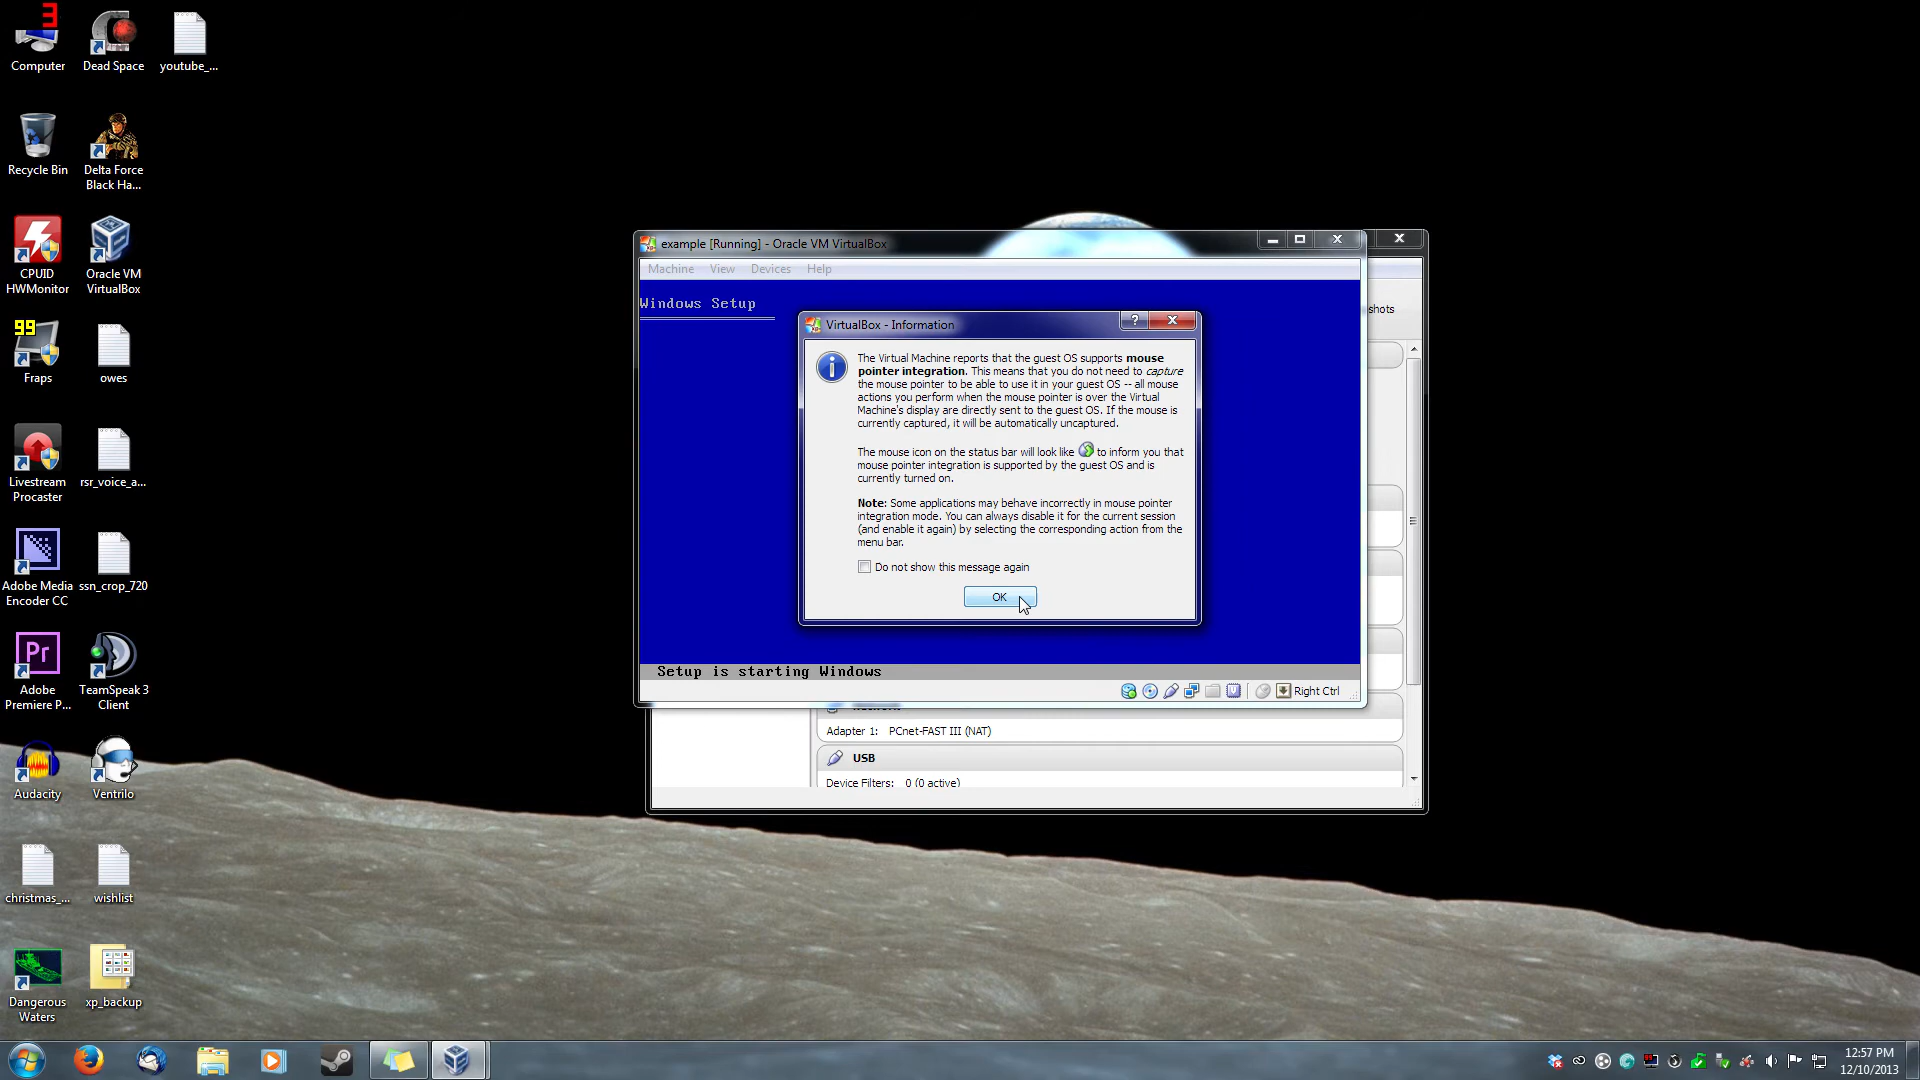 3
Computer
Dead Space
youtube_...
Recycle Bin
Delta Force
Black Ha...
CPUID
HWMonitor
Oracle VM
VirtualBox
99
Fraps
owes
Livestream
Procaster
rsr_voice_a...
Adobe Media
Encoder CC
ssn_crop_720
Pr
Adobe
Premiere P...
TeamSpeak 3
Client
Audacity
Ventrilo
christmas_...
wishlist
Dangerous
Waters
xp_backup
example [Running] - Oracle VM VirtualBox
Machine View Devices Help
shots
Windows Setup
VirtualBox - Information
The Virtual Machine reports that the guest OS supports mouse
pointer integration. This means that you do not need to capture
the mouse pointer to be able to use it in your guest OS -- all mouse
actions you perform when the mouse pointer is over the Virtual
Machine's display are directly sent to the guest OS. If the mouse is
currently captured, it will be automatically uncaptured.
The mouse icon on the status bar will look like to inform you that
mouse pointer integration is supported by the guest OS and is
currently turned on.
Note: Some applications may behave incorrectly in mouse pointer
integration mode. You can always disable it for the current session
(and enable it again) by selecting the corresponding action from the
menu bar.
Do not show this message again
OK
Setup is starting Windows
Right Ctrl
Adapter 1: PCnet-FAST III (NAT)
USB
Device Filters: 0 (0 active)
12:57 PM
12/10/2013